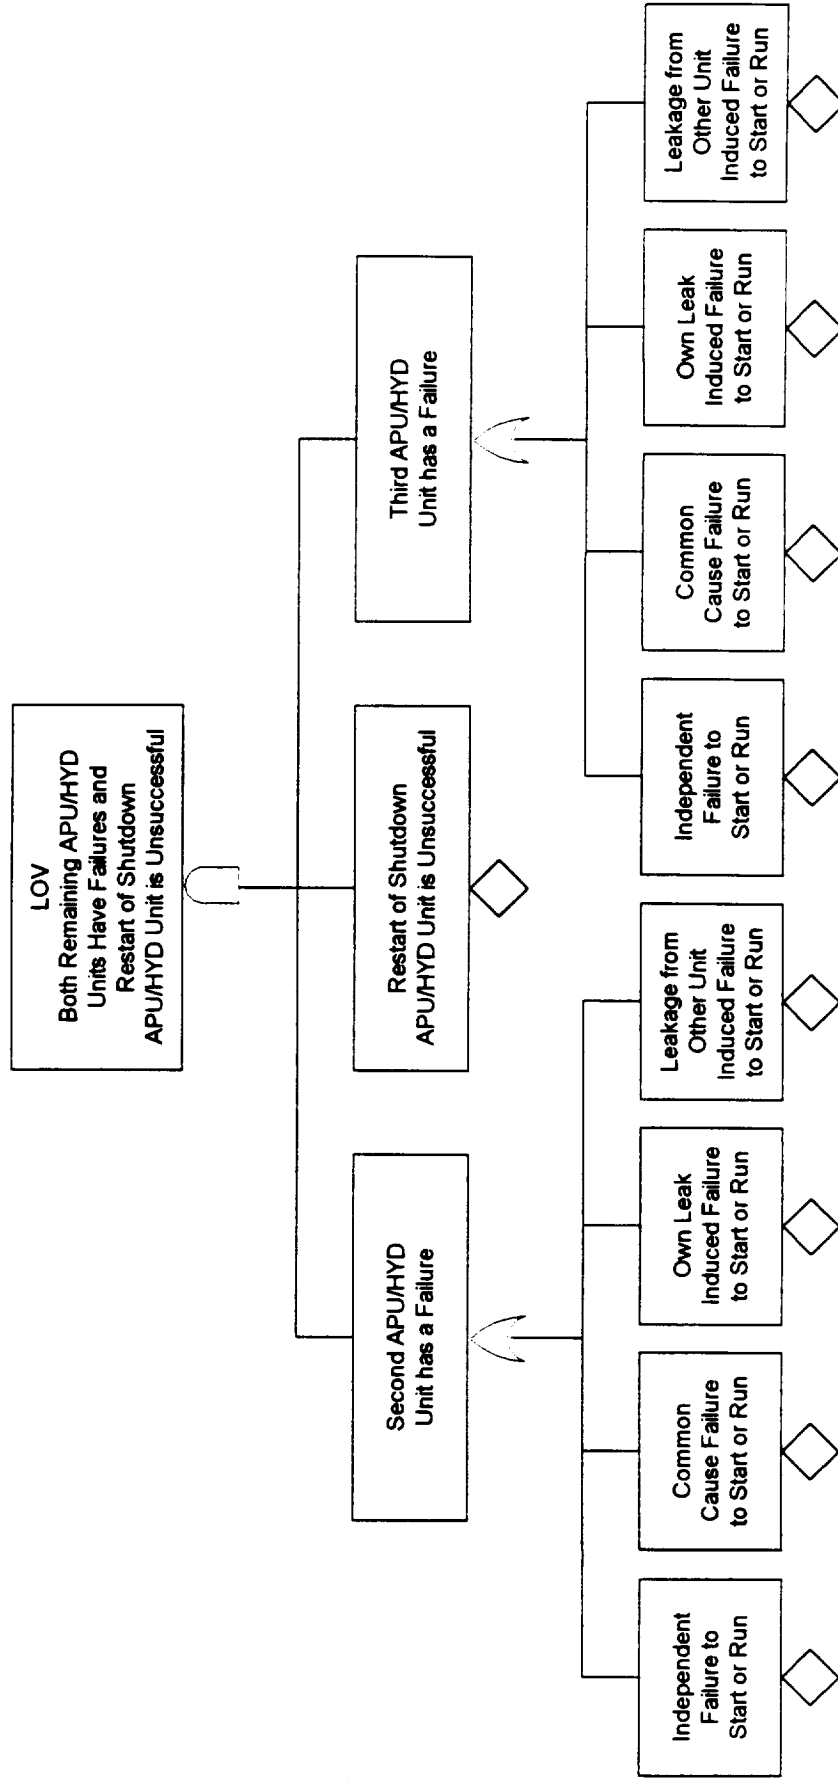 LOV
Both Remaining APU/HYD
Units Have Failures and
Restart of Shutdown
APU/HYD Unit is Unsuccessful
Second APU/HYD
Unit has a Failure
Restart of Shutdown
APU/HYD Unit is Unsuccessful
Third APU/HYD
Unit has a Failure
Independent
Failure to
Start or Run
Common
Cause Failure
to Start or Run
Own Leak
Induced Failure
to Start or Run
Leakage from
Other Unit
Induced Failure
to Start or Run
Independent
Failure to
Start or Run
Common
Cause Failure
to Start or Run
Own Leak
Induced Failure
to Start or Run
Leakage from
Other Unit
Induced Failure
to Start or Run